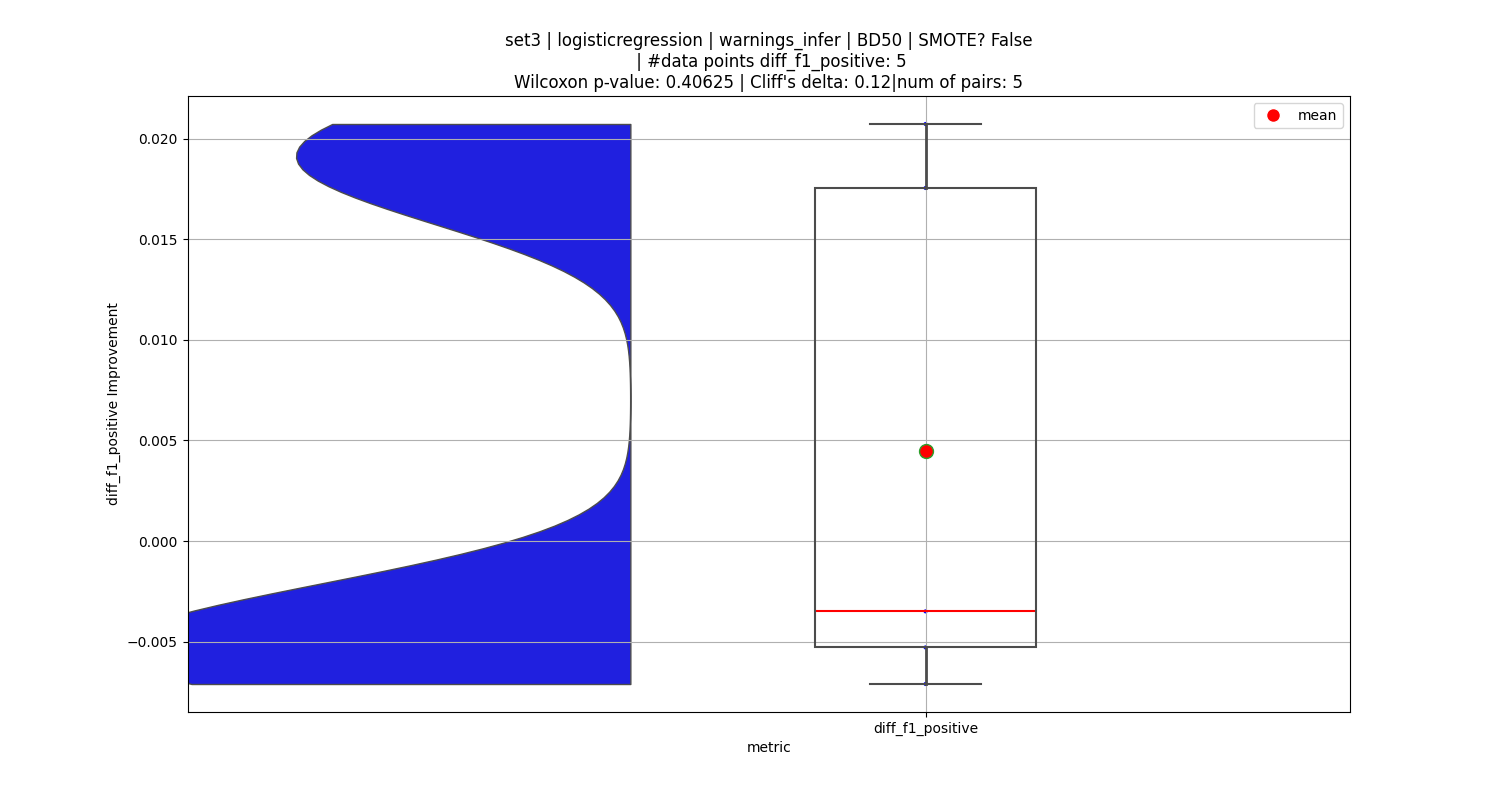 set3 | logisticregression | warnings_infer | BD50 | SMOTE? False
| #data points diff_f1_positive: 5
Wilcoxon p-value: 0.40625 | Cliff's delta: 0.12|num of pairs: 5
mean
0.020
0.015
0.010
0.005
0.000
−0.005
diff_f1_positive Improvement
diff_f1_positive
metric